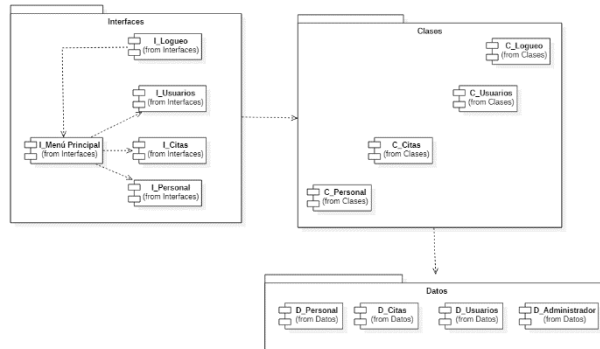 Interfaces
I_Logueo
(from Interfaces)
I_Usuarios
(from Interfaces)
I_Menú Principal
(from Interfaces)
I_Citas
(from Interfaces)
I_Personal
(from Interfaces)
Clases
C_Logueo
(from Clases)
C_Usuarios
(from Clases)
C_Citas
(from Clases)
C_Personal
(from Clases)
Datos
D_Personal
(from Datos)
D_Citas
(from Datos)
D_Usuarios
(from Datos)
D_Administrador
(from Datos)